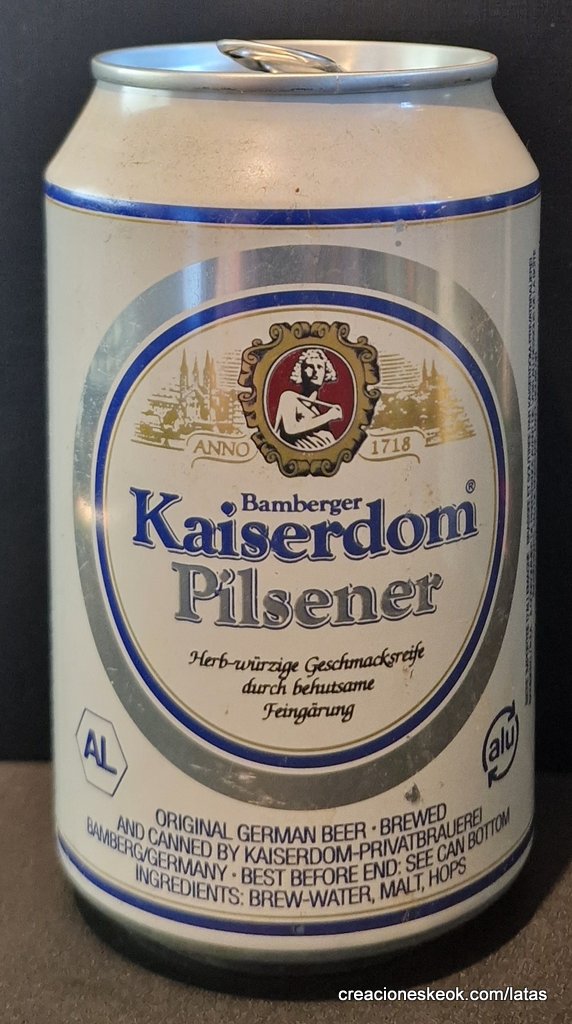 ANNO 1718
Bamberger
Kaiserdom®
Pilsener
Herb-würzige Geschmacksreife
durch behutsame
Feingärung
AL
alu
ORIGINAL GERMAN BEER · BREWED
AND CANNED BY KAISERDOM-PRIVATBRAUEREI
BAMBERG/GERMANY · BEST BEFORE END: SEE CAN BOTTOM
INGREDIENTS: BREW-WATER, MALT, HOPS
creacioneskeok.com/latas